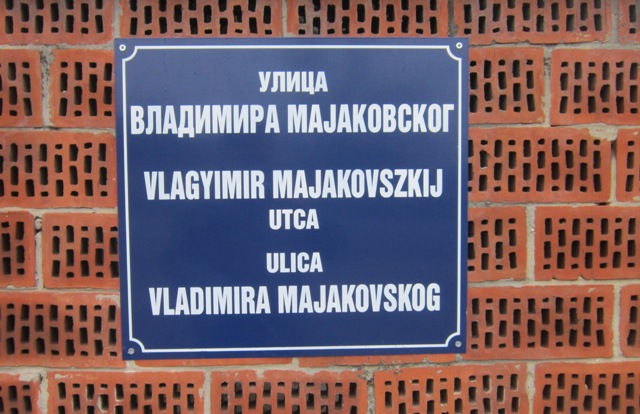 УЛИЦА
ВЛАДИМИРА МАЈАКОВСКОГ
VLAGYIMIR MAJAKOVSZKIJ
UTCA
ULICA
VLADIMIRA MAJAKOVSKOG